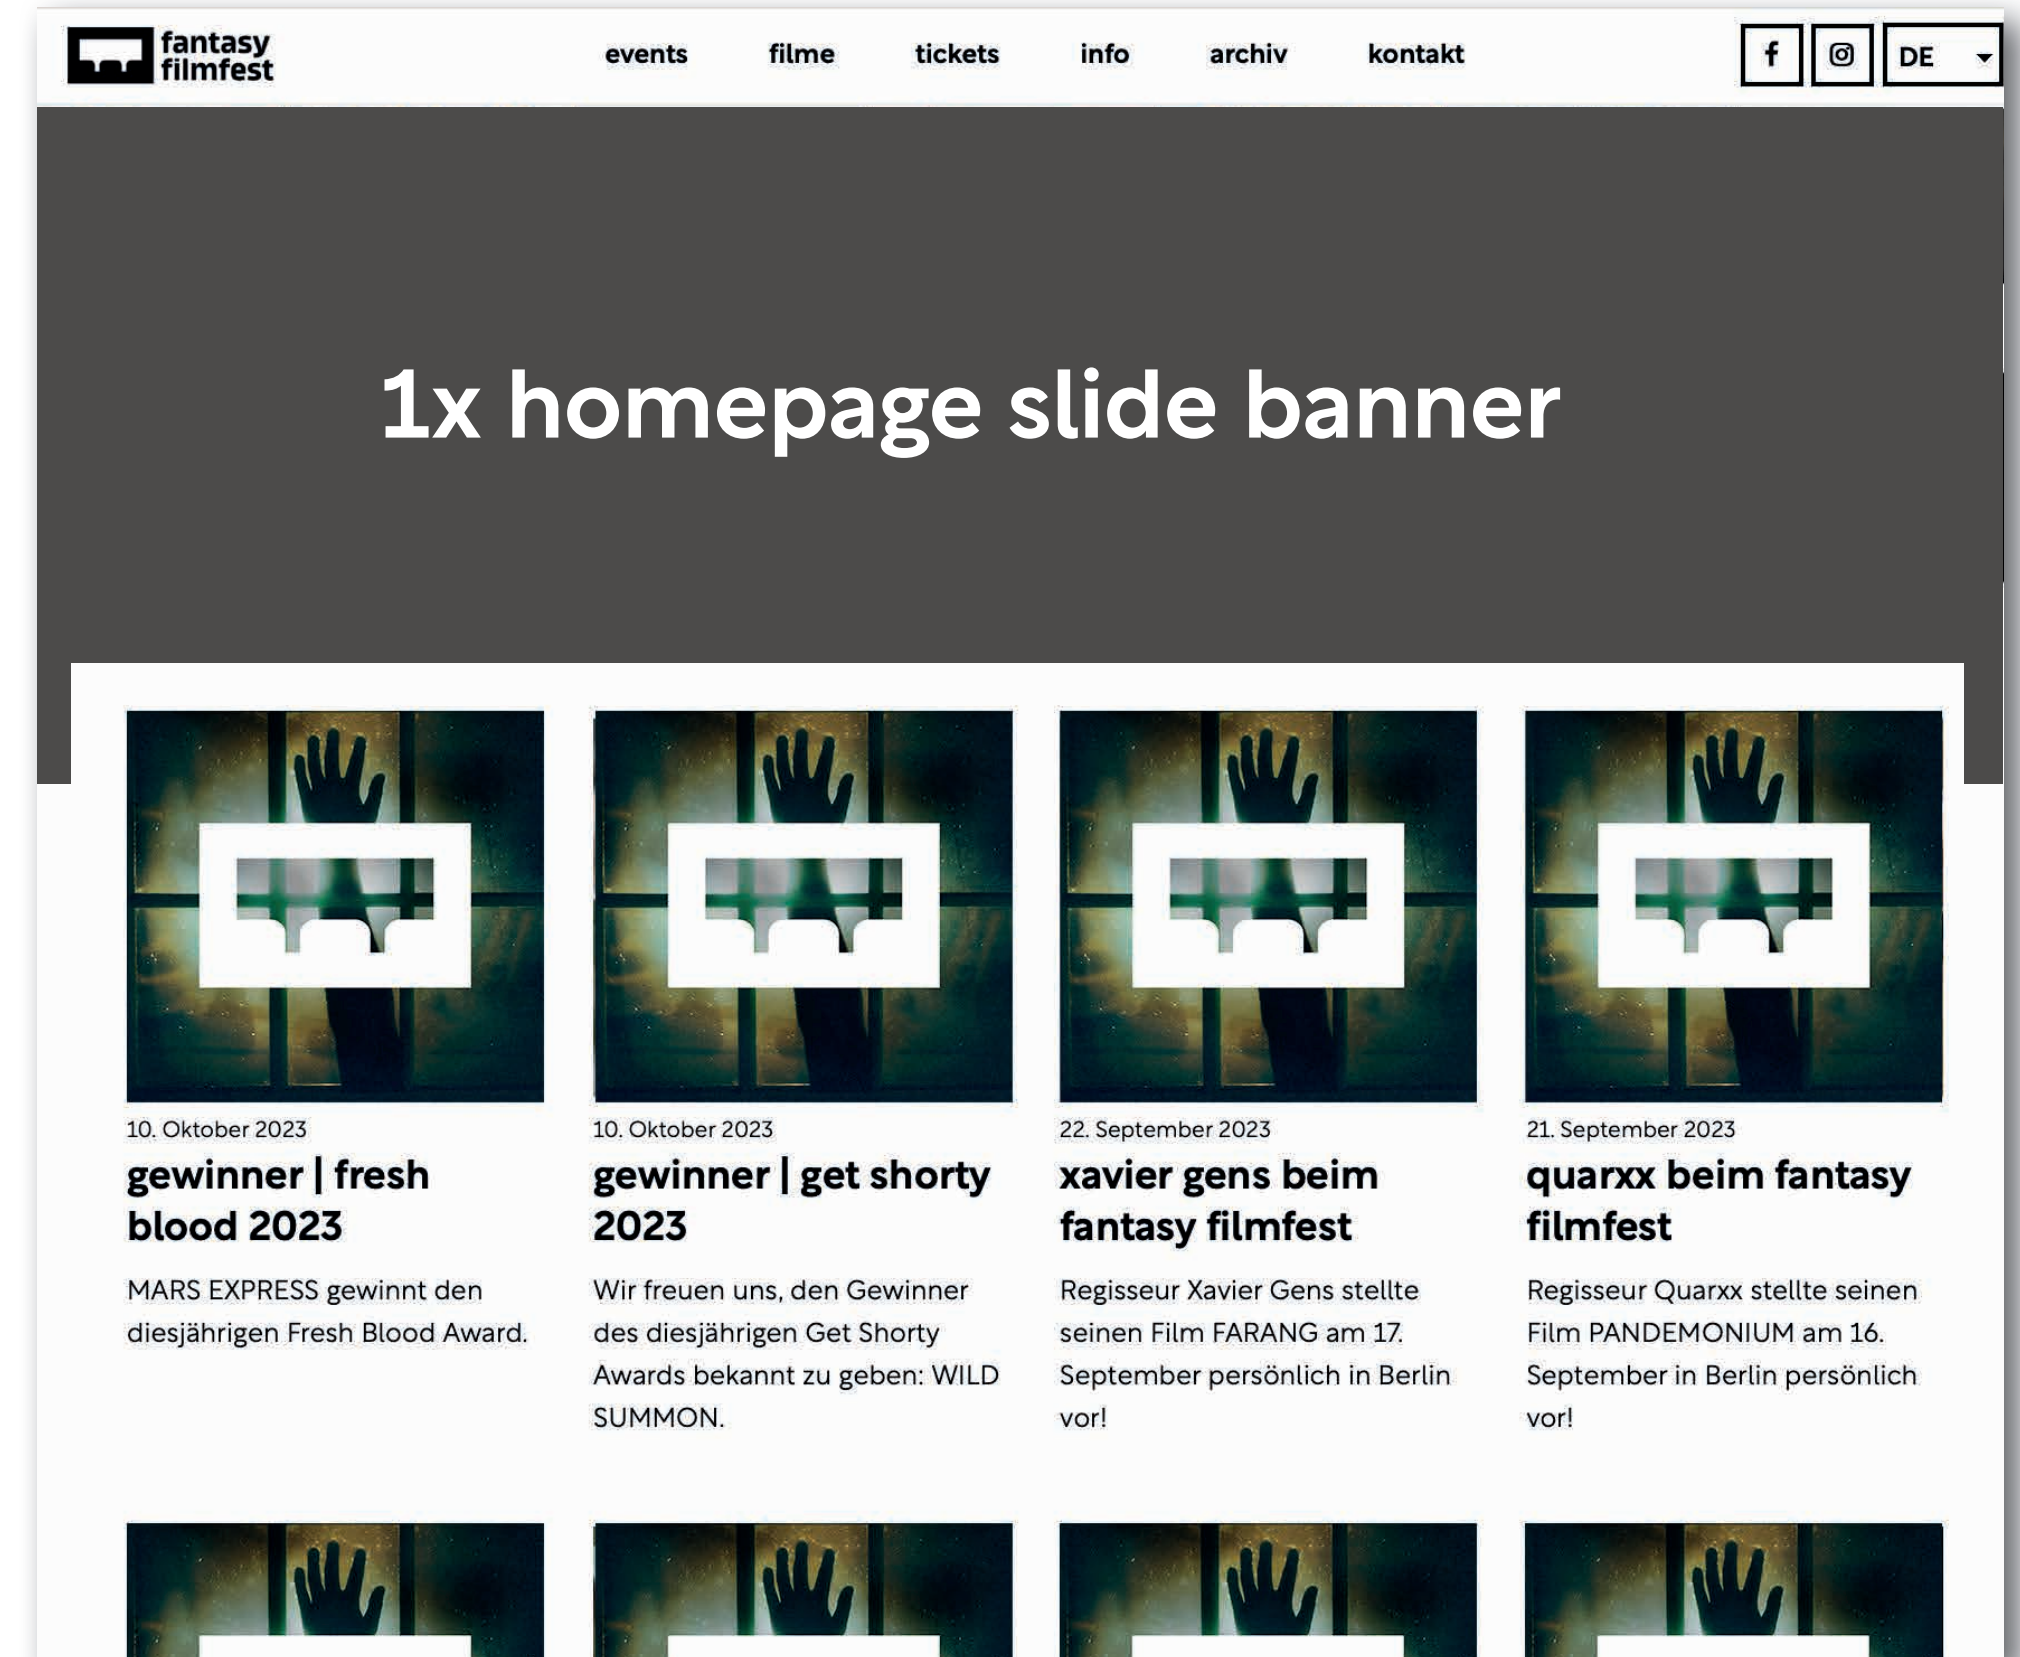 fantasy
filmfest
events filme tickets info archiv kontakt
f DE
1x homepage slide banner
10. Oktober 2023
gewinner | fresh
blood 2023
MARS EXPRESS gewinnt den
diesjährigen Fresh Blood Award.
10. Oktober 2023
gewinner | get shorty
2023
Wir freuen uns, den Gewinner
des diesjährigen Get Shorty
Awards bekannt zu geben: WILD
SUMMON.
22. September 2023
xavier gens beim
fantasy filmfest
Regisseur Xavier Gens stellte
seinen Film FARANG am 17.
September persönlich in Berlin
vor!
21. September 2023
quarxx beim fantasy
filmfest
Regisseur Quarxx stellte seinen
Film PANDEMONIUM am 16.
September in Berlin persönlich
vor!